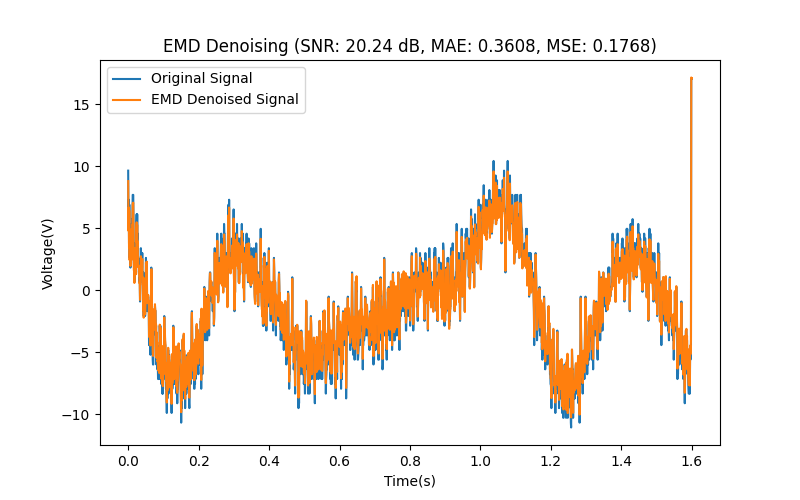 EMD Denoising (SNR: 20.24 dB, MAE: 0.3608, MSE: 0.1768)
Original Signal
EMD Denoised Signal
15
10
5
0
−5
−10
Voltage(V)
0.0 0.2 0.4 0.6 0.8 1.0 1.2 1.4 1.6
Time(s)